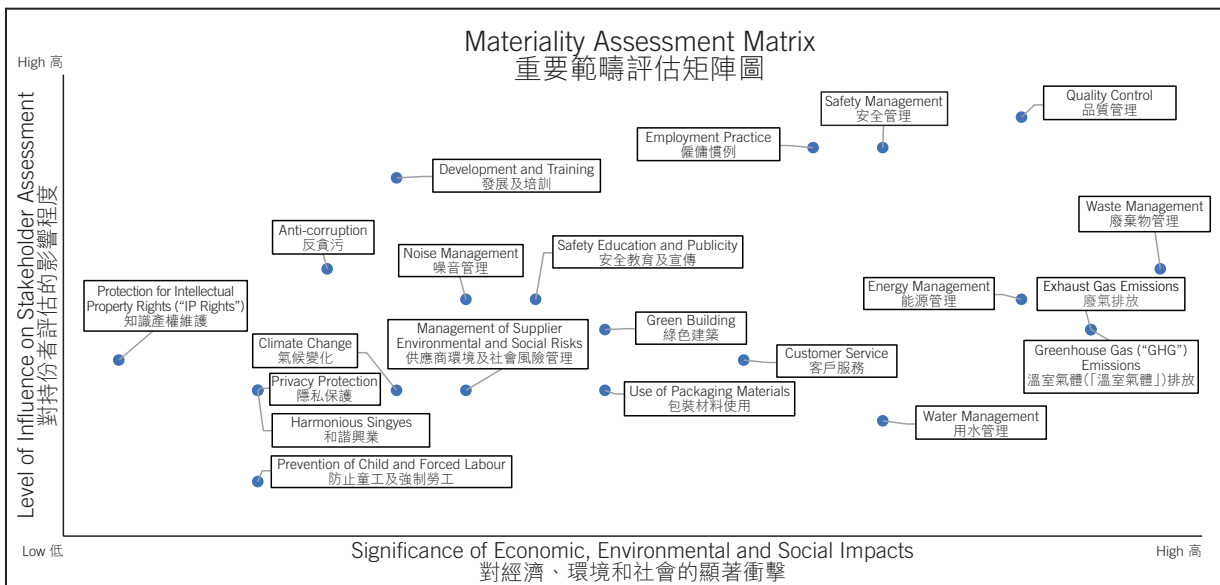 Materiality Assessment Matrix
重要範疇評估矩陣圖
High 高
Level of Influence on Stakeholder Assessment
對持份者評估的影響程度
Quality Control
品質管理
Safety Management
安全管理
Employment Practice
僱傭慣例
Development and Training
發展及培訓
Waste Management
廢棄物管理
Anti-corruption
反貪污
Noise Management
噪音管理
Safety Education and Publicity
安全教育及宣傳
Protection for Intellectual
Property Rights (“IP Rights”)
知識產權維護
Energy Management
能源管理
Exhaust Gas Emissions
廢氣排放
Climate Change
氣候變化
Management of Supplier
Environmental and Social Risks
供應商環境及社會風險管理
Green Building
綠色建築
Customer Service
客戶服務
Greenhouse Gas (“GHG”)
Emissions
溫室氣體(「溫室氣體」)排放
Privacy Protection
隱私保護
Use of Packaging Materials
包裝材料使用
Harmonious Singyes
和諧興業
Water Management
用水管理
Prevention of Child and Forced Labour
防止童工及強制勞工
Low 低
Significance of Economic, Environmental and Social Impacts
對經濟、環境和社會的顯著衝擊
High 高